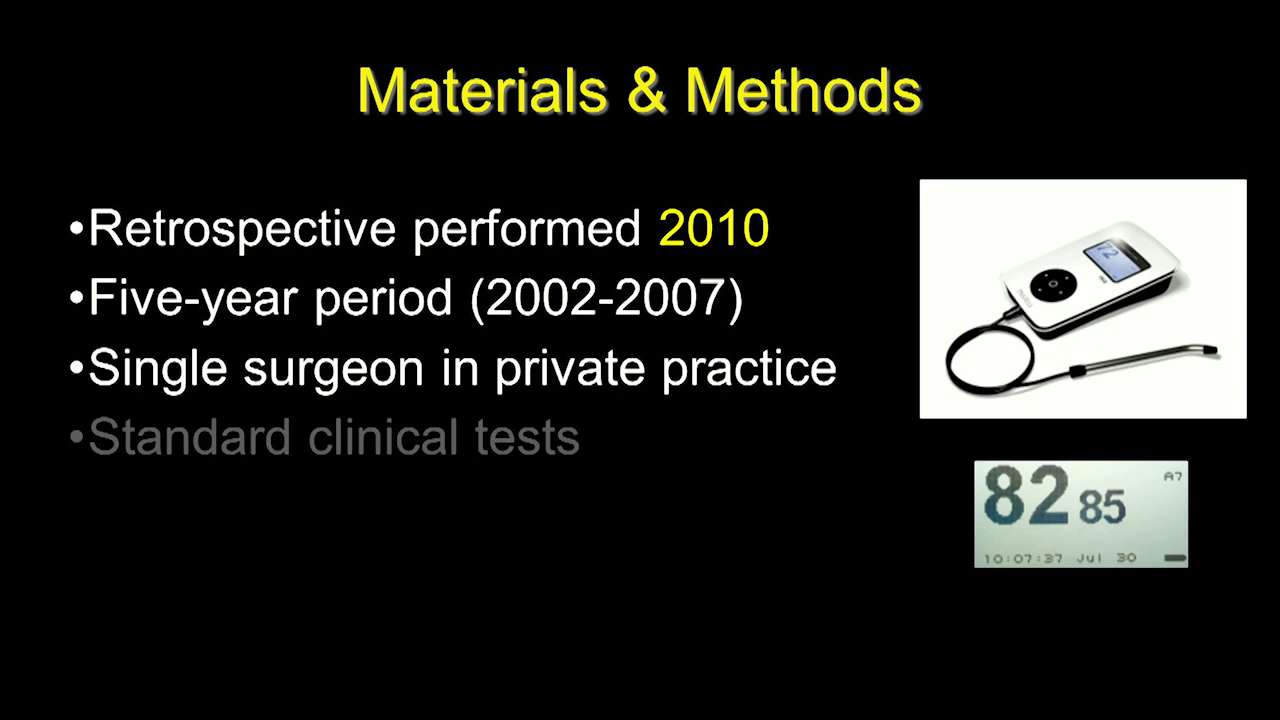 Materials & Methods
•Retrospective performed 2010
•Five-year period (2002-2007)
•Single surgeon in private practice
•Standard clinical tests
72
82 85
A7
10:07:37 Jul 30